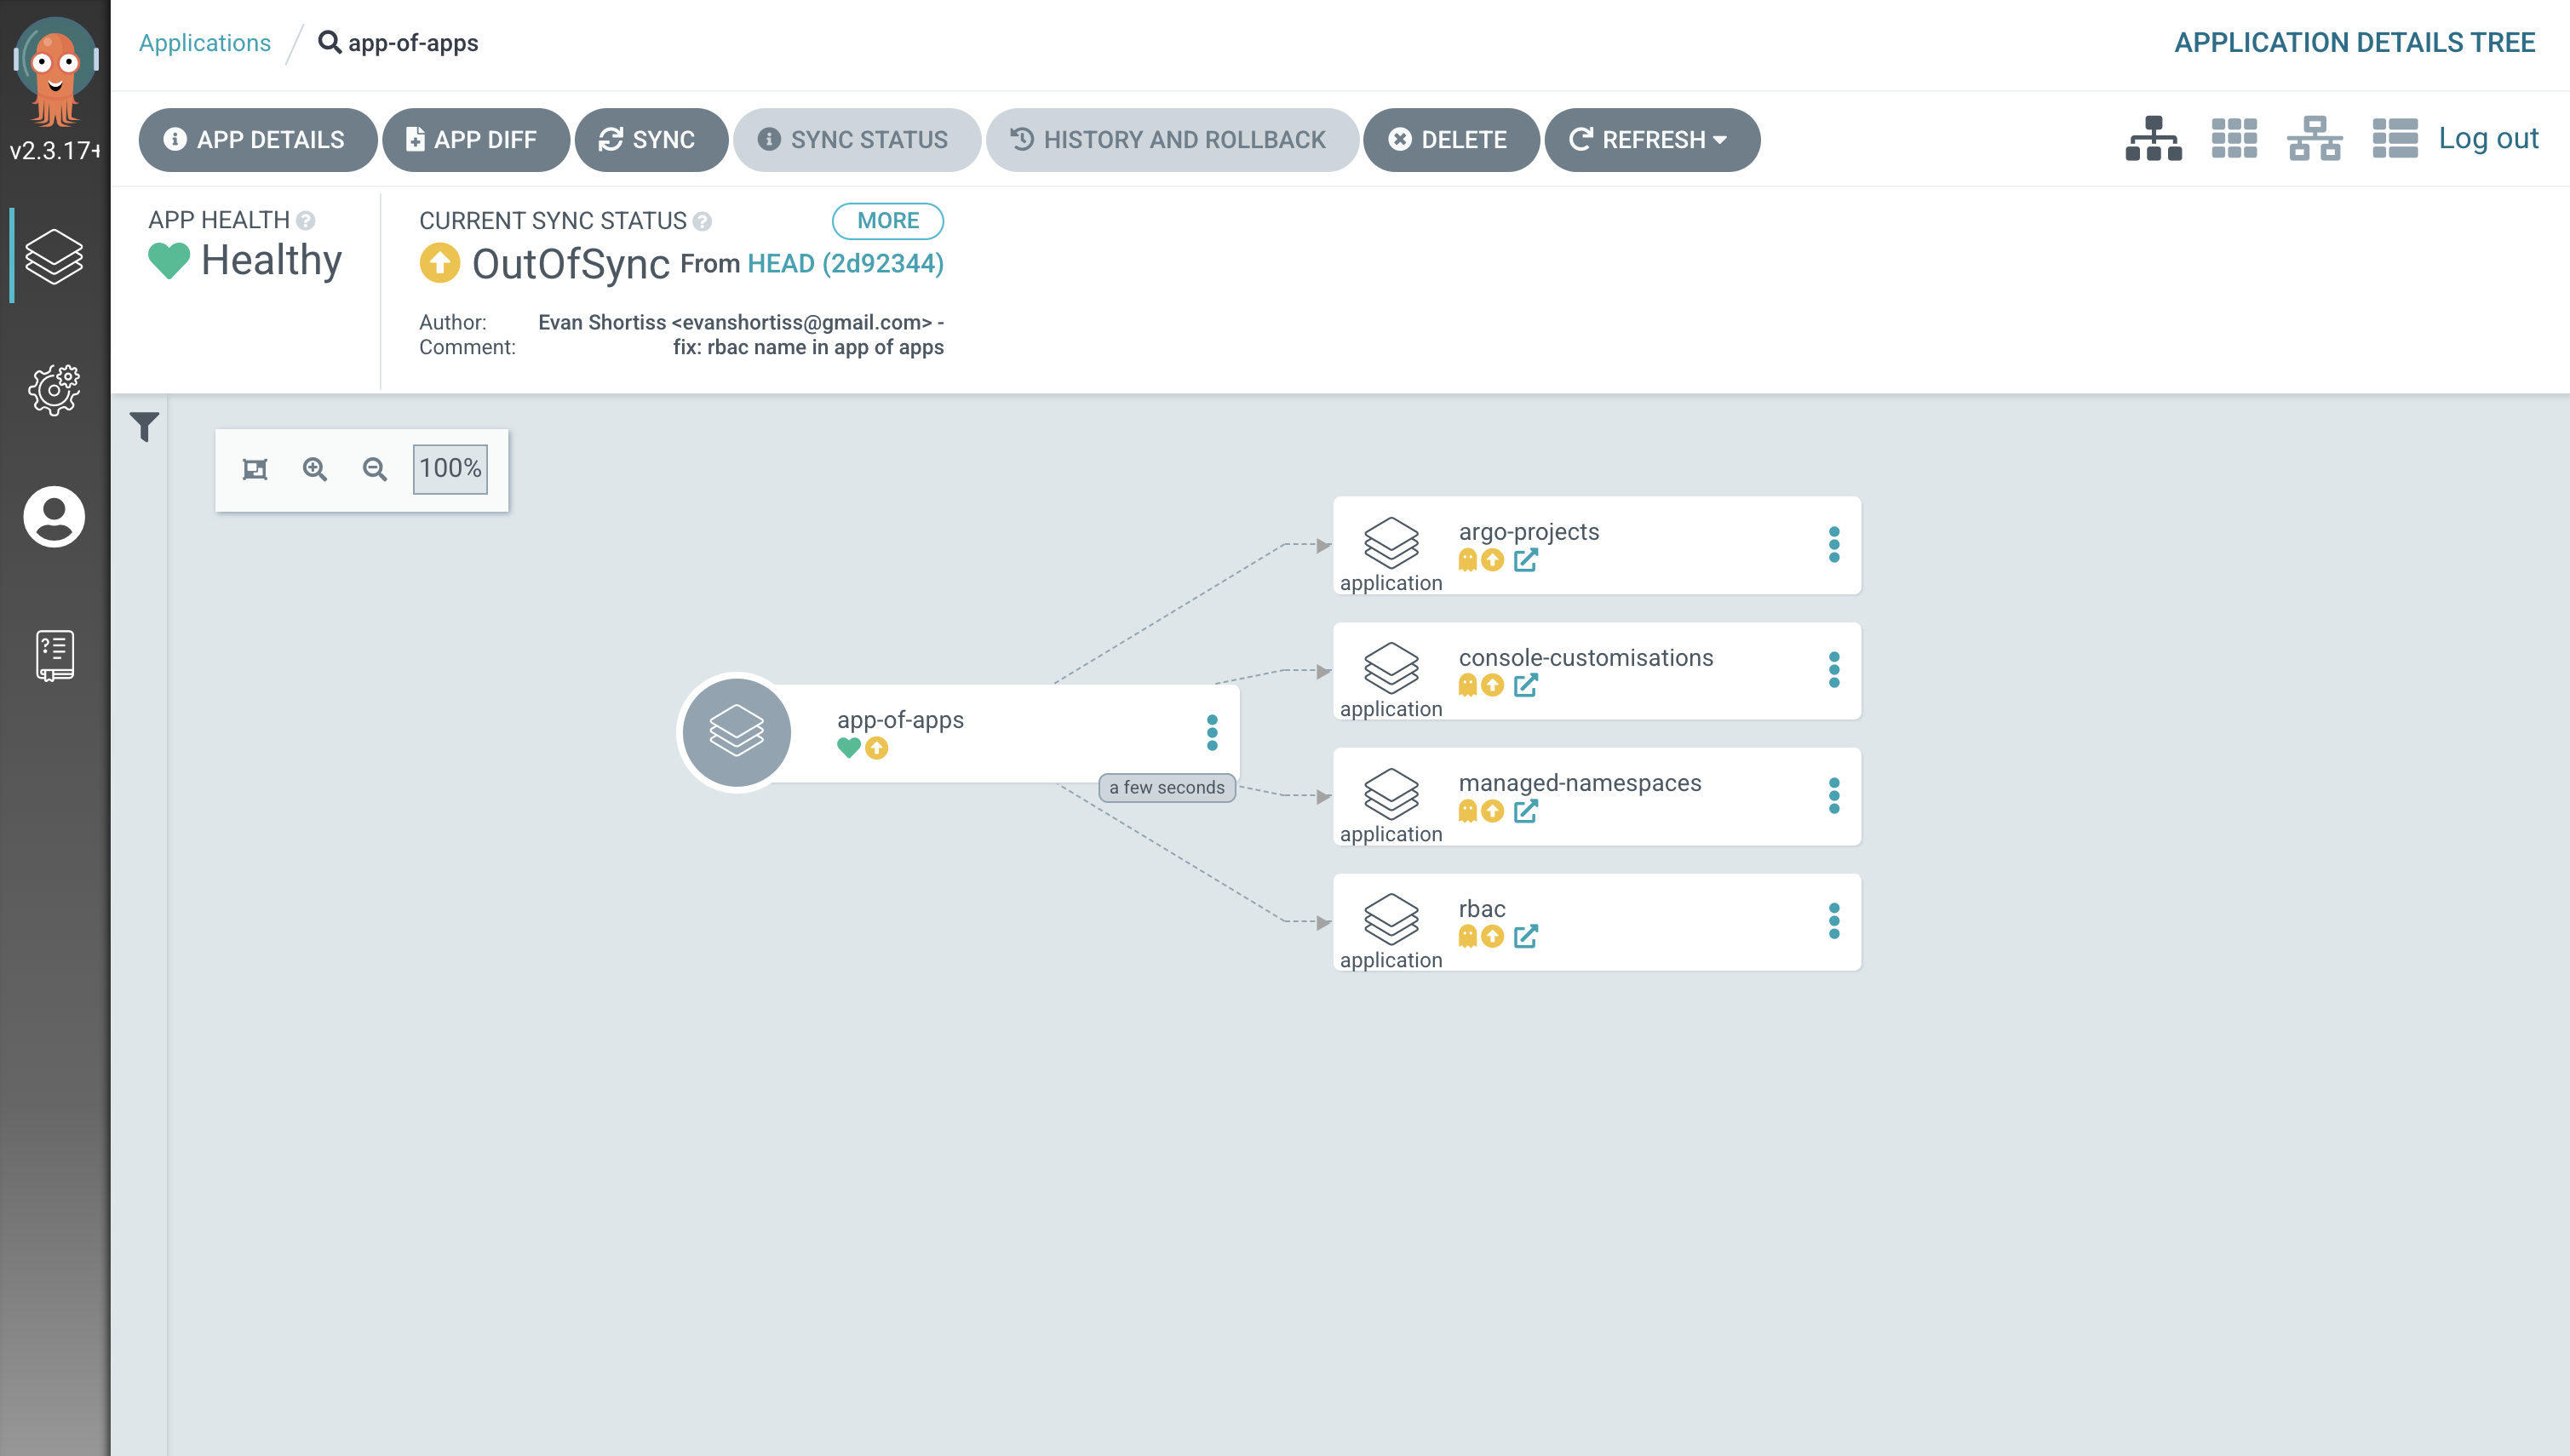 Applications / app-of-apps
APPLICATION DETAILS TREE
v2.3.17+
APP DETAILS
APP DIFF
SYNC
SYNC STATUS
HISTORY AND ROLLBACK
DELETE
REFRESH
Log out
APP HEALTH
Healthy
CURRENT SYNC STATUS
MORE
OutOfSync From HEAD (2d92344)
Author: Evan Shortiss <evanshortiss@gmail.com> -
Comment: fix: rbac name in app of apps
100%
app-of-apps
a few seconds
argo-projects
application
console-customisations
application
managed-namespaces
application
rbac
application